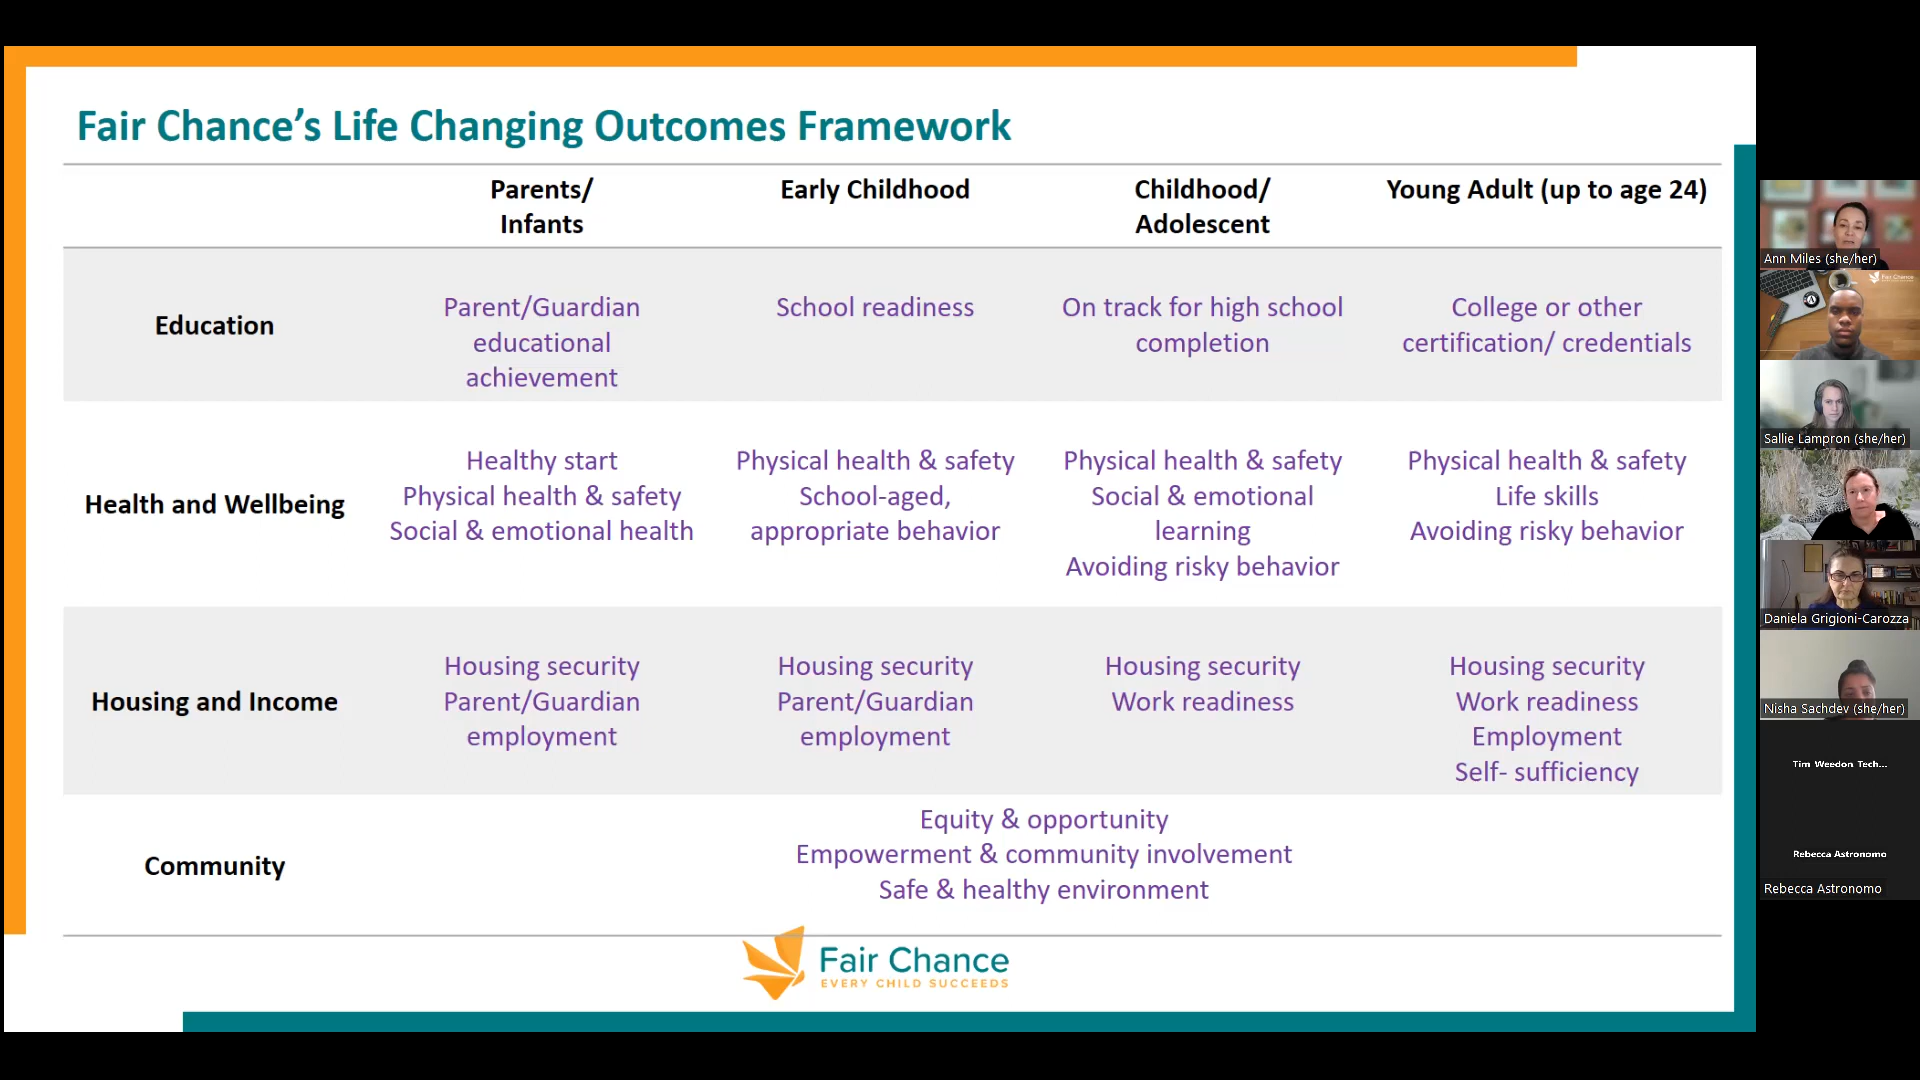 Fair Chance’s Life Changing Outcomes Framework
Parents/
Infants
Early Childhood
Childhood/
Adolescent
Young Adult (up to age 24)
Education
Parent/Guardian
educational
achievement
School readiness
On track for high school
completion
College or other
certification/ credentials
Health and Wellbeing
Healthy start
Physical health & safety
Social & emotional health
Physical health & safety
School-aged,
appropriate behavior
Physical health & safety
Social & emotional
learning
Avoiding risky behavior
Physical health & safety
Life skills
Avoiding risky behavior
Housing and Income
Housing security
Parent/Guardian
employment
Housing security
Parent/Guardian
employment
Housing security
Work readiness
Housing security
Work readiness
Employment
Self- sufficiency
Community
Equity & opportunity
Empowerment & community involvement
Safe & healthy environment
Fair Chance
EVERY CHILD SUCCEEDS
Ann Miles (she/her)
Fair Chance
Sallie Lampron (she/her)
Daniela Grigioni-Carozza
Nisha Sachdev (she/her)
Tim Weedon Tech...
Rebecca Astronomo
Rebecca Astronomo